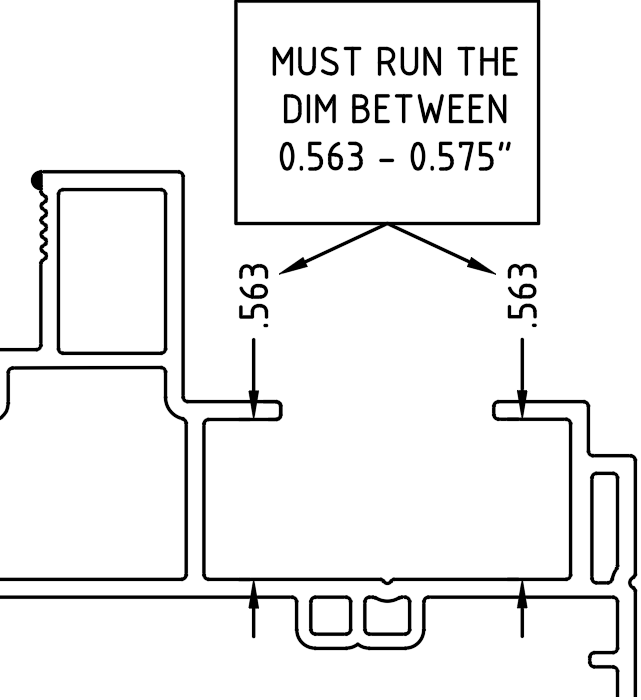 MUST RUN THE
DIM BETWEEN
0.563 - 0.575"
.563
.563